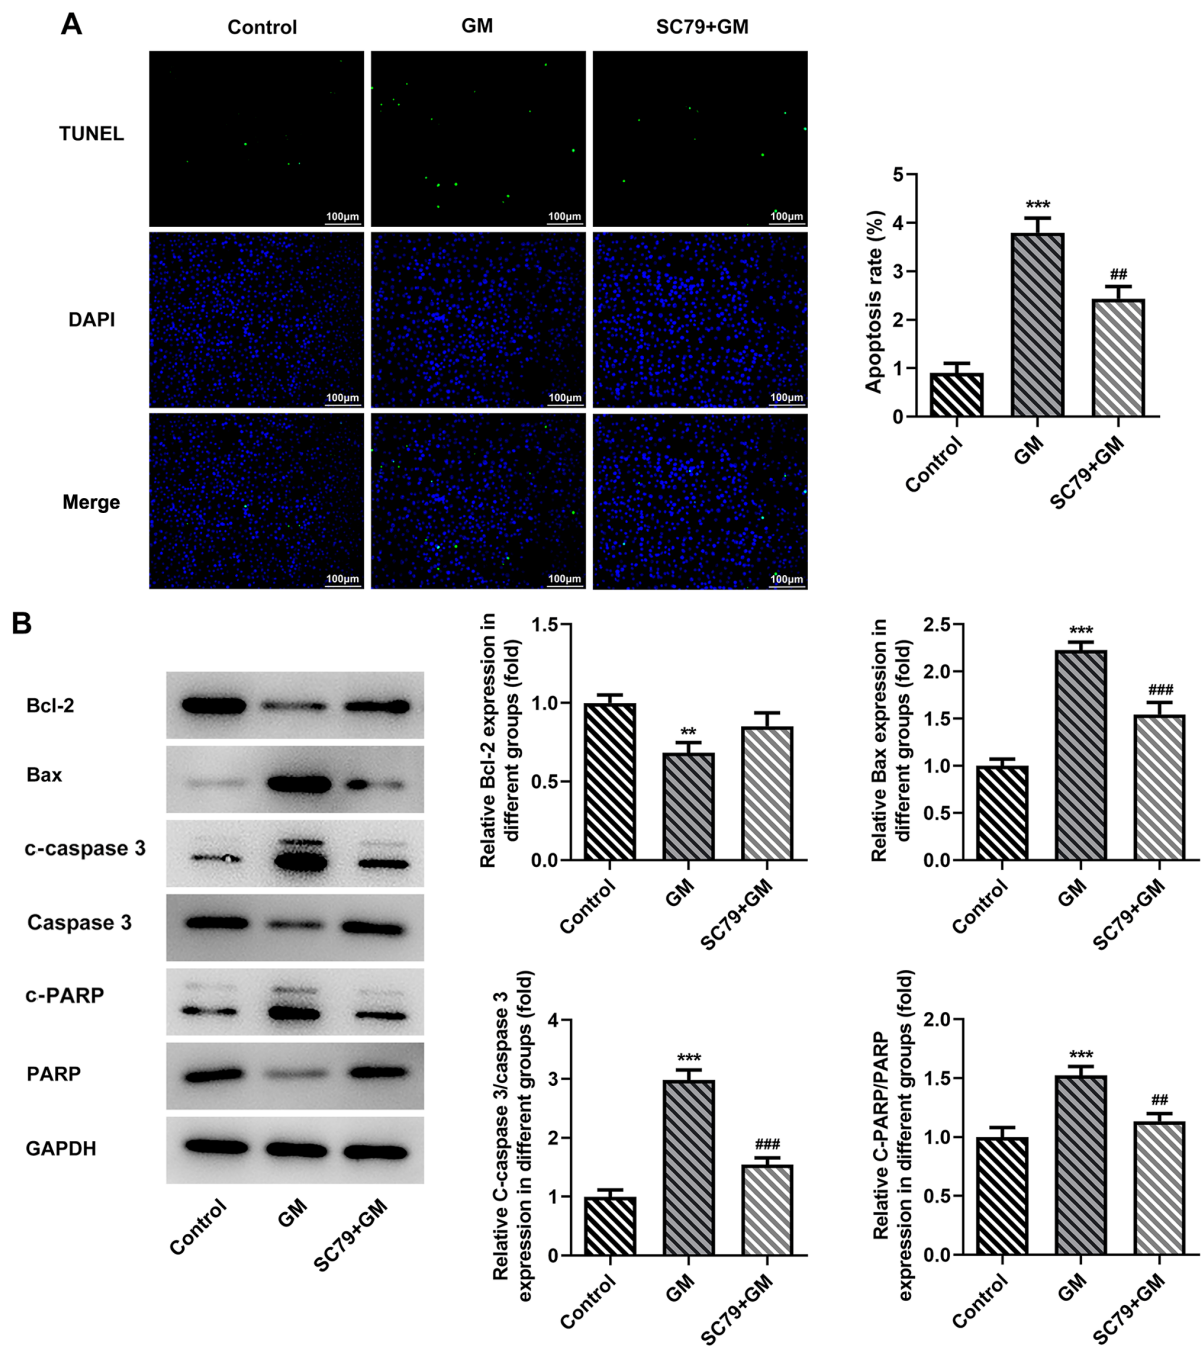 A
Control
GM
SC79+GM
TUNEL
100μm
100μm
100μm
DAPI
100μm
100μm
100μm
Merge
100μm
100μm
100μm
Apoptosis rate (%)
5
4
3
2
1
0
***
##
Control
GM
SC79+GM
B
Bcl-2
Bax
c-caspase 3
Caspase 3
c-PARP
PARP
GAPDH
Control
GM
SC79+GM
Relative Bcl-2 expression in
different groups (fold)
1.5
1.0
0.5
0.0
**
Control
GM
SC79+GM
Relative Bax expression in
different groups (fold)
2.5
2.0
1.5
1.0
0.5
0.0
***
###
Control
GM
SC79+GM
Relative C-caspase 3/caspase 3
expression in different groups (fold)
4
3
2
1
0
***
###
Control
GM
SC79+GM
Relative C-PARP/PARP
expression in different groups (fold)
2.0
1.5
1.0
0.5
0.0
***
##
Control
GM
SC79+GM